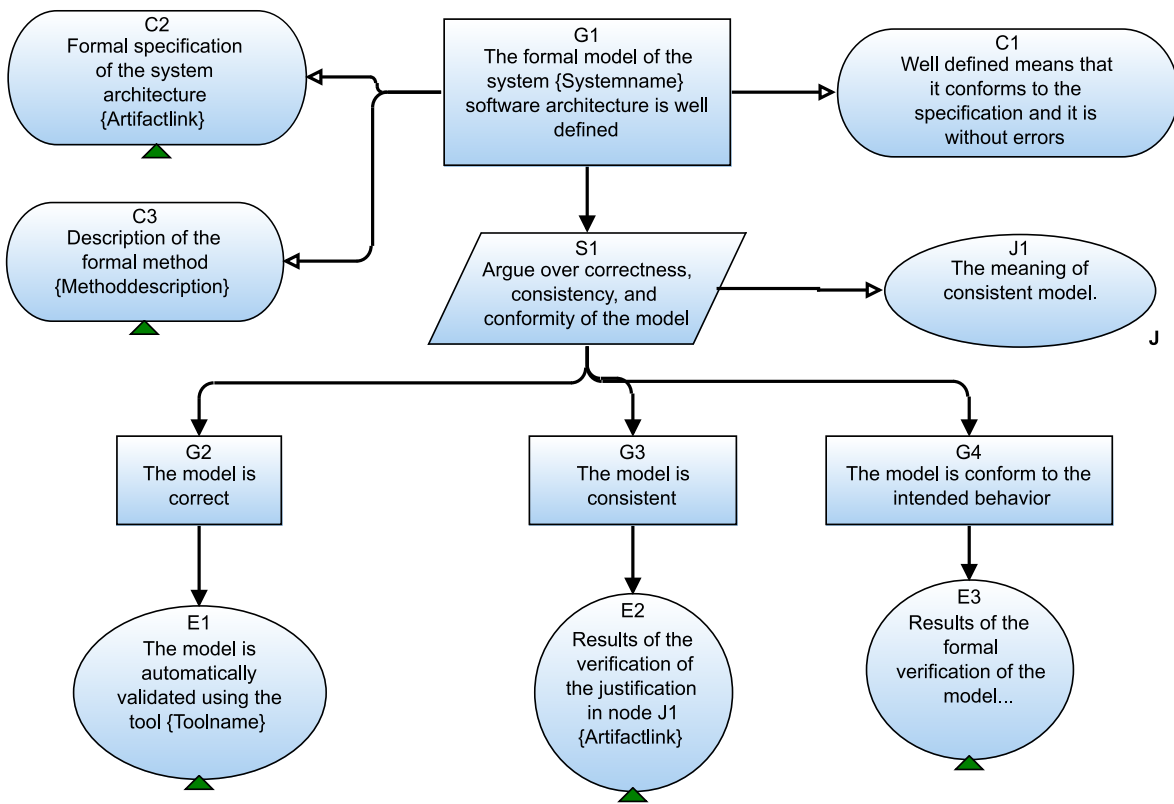 C2
Formal specification
of the system
architecture
{Artifactlink}
G1
The formal model of the
system {Systemname}
software architecture is well
defined
C1
Well defined means that
it conforms to the
specification and it is
without errors
C3
Description of the
formal method
{Methoddescription}
S1
Argue over correctness,
consistency, and
conformity of the model
J1
The meaning of
consistent model.
J
G2
The model is
correct
G3
The model is
consistent
G4
The model is conform to the
intended behavior
E1
The model is
automatically
validated using the
tool {Toolname}
E2
Results of the
verification of
the justification
in node J1
{Artifactlink}
E3
Results of the
formal
verification of the
model...